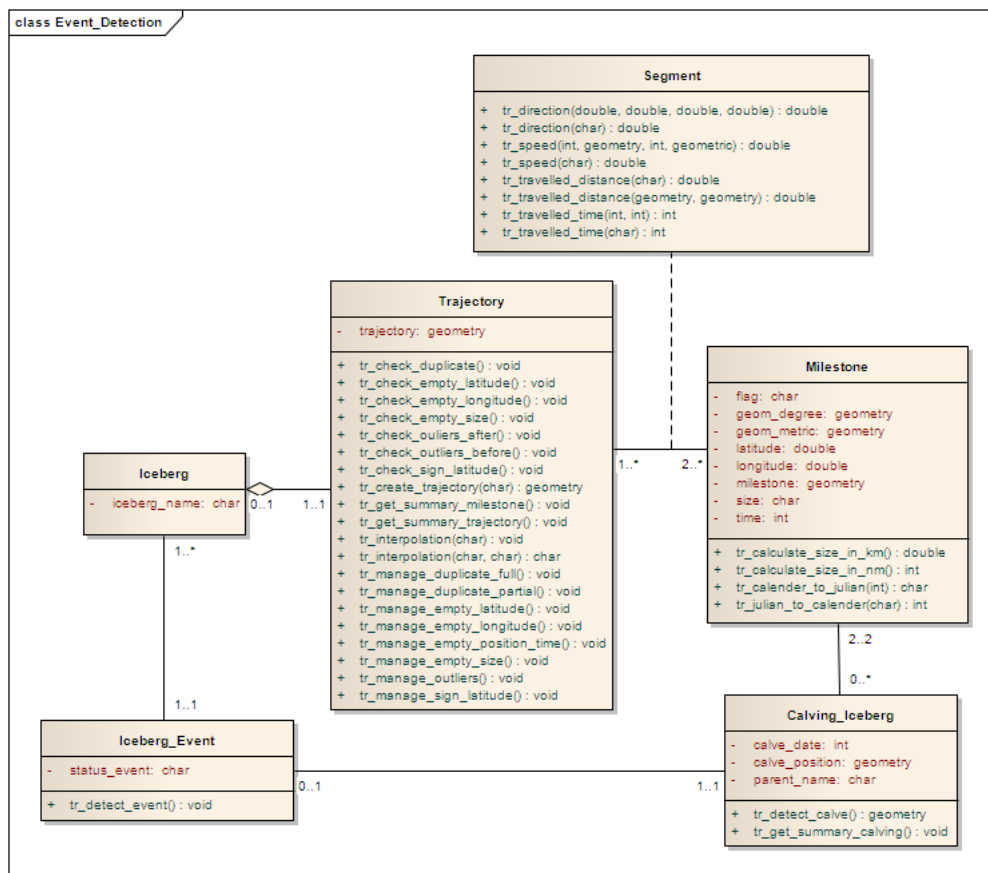 class Event_Detection
Segment
+ tr_direction(double, double, double, double) : double
+ tr_direction(char) : double
+ tr_speed(int, geometry, int, geometric) : double
+ tr_speed(char) : double
+ tr_travelled_distance(char) : double
+ tr_travelled_distance(geometry, geometry) : double
+ tr_travelled_time(int, int) : int
+ tr_travelled_time(char) : int
Trajectory
- trajectory: geometry
+ tr_check_duplicate() : void
+ tr_check_empty_latitude() : void
+ tr_check_empty_longitude() : void
+ tr_check_empty_size() : void
+ tr_check_ouliers_after() : void
+ tr_check_outliers_before() : void
+ tr_check_sign_latitude() : void
+ tr_create_trajectory(char) : geometry
+ tr_get_summary_milestone() : void
+ tr_get_summary_trajectory() : void
+ tr_interpolation(char) : void
+ tr_interpolation(char, char) : char
+ tr_manage_duplicate_full() : void
+ tr_manage_duplicate_partial() : void
+ tr_manage_empty_latitude() : void
+ tr_manage_empty_longitude() : void
+ tr_manage_empty_position_time() : void
+ tr_manage_empty_size() : void
+ tr_manage_outliers() : void
+ tr_manage_sign_latitude() : void
Milestone
- flag: char
- geom_degree: geometry
- geom_metric: geometry
- latitude: double
- longitude: double
- milestone: geometry
- size: char
- time: int
+ tr_calculate_size_in_km() : double
+ tr_calculate_size_in_nm() : int
+ tr_calender_to_julian(int) : char
+ tr_julian_to_calender(char) : int
1..* 2..*
Iceberg
- iceberg_name: char
0..1 1..1
1..*
1..1
2..2
0..*
Iceberg_Event
- status_event: char
+ tr_detect_event() : void
0..1 1..1
Calving_Iceberg
- calve_date: int
- calve_position: geometry
- parent_name: char
+ tr_detect_calve() : geometry
+ tr_get_summary_calving() : void